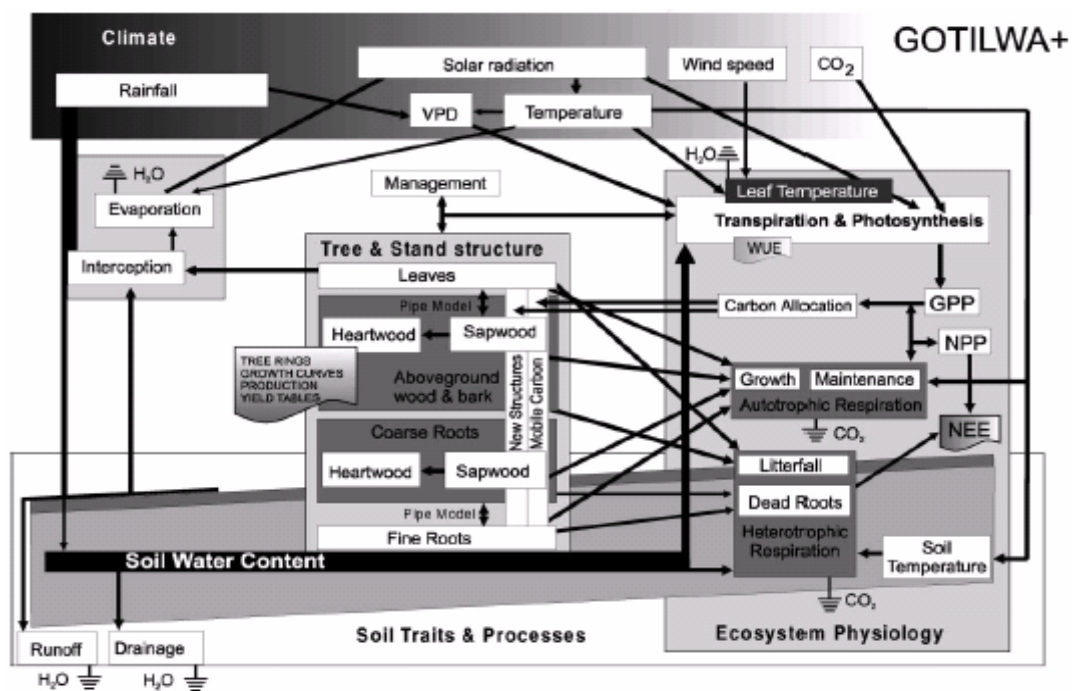 Climate
GOTILWA+
Solar radiation
Wind speed
CO2
Rainfall
VPD
Temperature
H2O
H2O
Management
Leaf Temperature
Evaporation
Transpiration & Photosynthesis
WUE
Tree & Stand structure
Interception
Leaves
Pipe Model
Carbon Allocation
GPP
Heartwood
Sapwood
NPP
TREE RINGS
GROWTH CURVES
PRODUCTION
YIELD TABLES
Aboveground
wood & bark
New Structures
Mobile Carbon
Growth
Maintenance
Autotrophic Respiration
CO2
NEE
Coarse Roots
Heartwood
Sapwood
Litterfall
Dead Roots
Pipe Model
Fine Roots
Heterotrophic
Respiration
Soil
Temperature
Soil Water Content
CO2
Soil Traits & Processes
Ecosystem Physiology
Runoff
Drainage
H2O
H2O